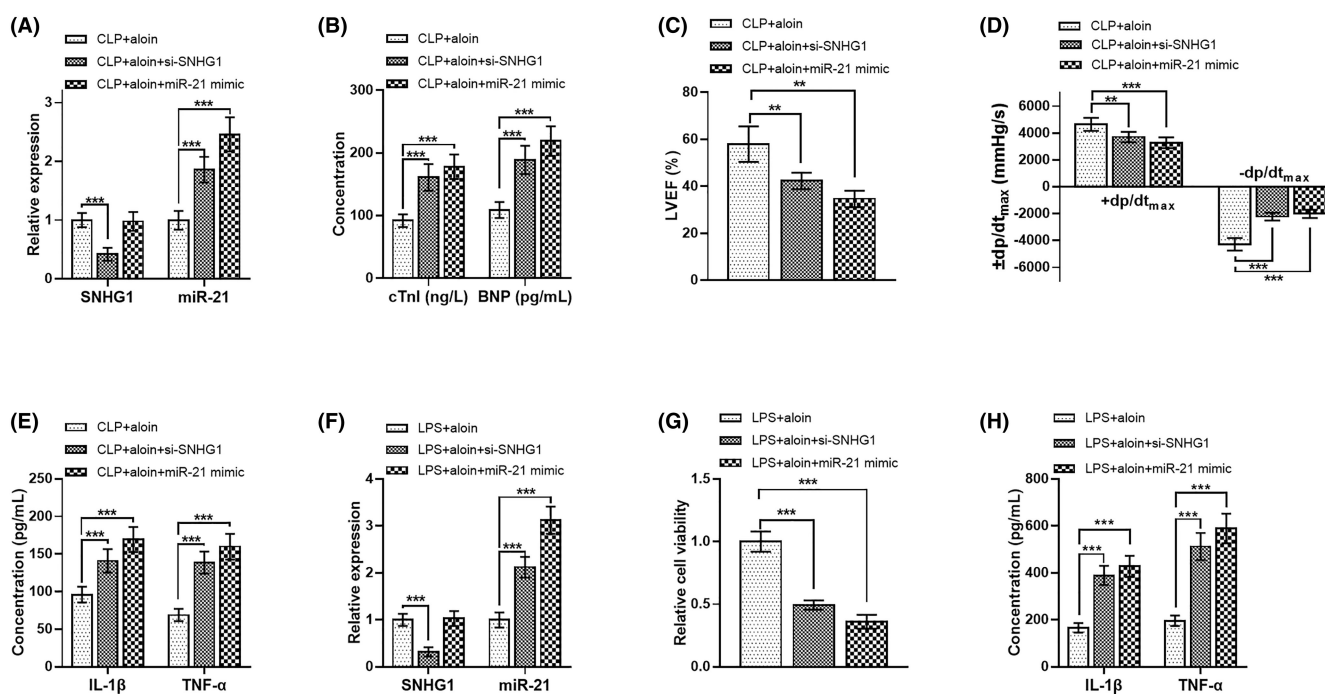 (A)
CLP+aloin
CLP+aloin+si-SNHG1
CLP+aloin+miR-21 mimic
Relative expression
3
2
1
0
***
***
***
SNHG1
miR-21
(B)
CLP+aloin
CLP+aloin+si-SNHG1
CLP+aloin+miR-21 mimic
Concentration
300
200
100
0
***
***
***
***
cTnI (ng/L)
BNP (pg/mL)
(C)
CLP+aloin
CLP+aloin+si-SNHG1
CLP+aloin+miR-21 mimic
LVEF (%)
80
60
40
20
0
**
**
(D)
CLP+aloin
CLP+aloin+si-SNHG1
CLP+aloin+miR-21 mimic
±dp/dtmax (mmHg/s)
6000
4000
2000
0
-2000
-4000
-6000
***
**
-dp/dtmax
+dp/dtmax
***
***
(E)
CLP+aloin
CLP+aloin+si-SNHG1
CLP+aloin+miR-21 mimic
Concentration (pg/mL)
250
200
150
100
50
0
***
***
***
***
IL-1β
TNF-α
(F)
LPS+aloin
LPS+aloin+si-SNHG1
LPS+aloin+miR-21 mimic
Relative expression
4
3
2
1
0
***
***
***
SNHG1
miR-21
(G)
LPS+aloin
LPS+aloin+si-SNHG1
LPS+aloin+miR-21 mimic
Relative cell viability
1.5
1.0
0.5
0.0
***
***
(H)
LPS+aloin
LPS+aloin+si-SNHG1
LPS+aloin+miR-21 mimic
Concentration (pg/mL)
800
600
400
200
0
***
***
***
***
IL-1β
TNF-α